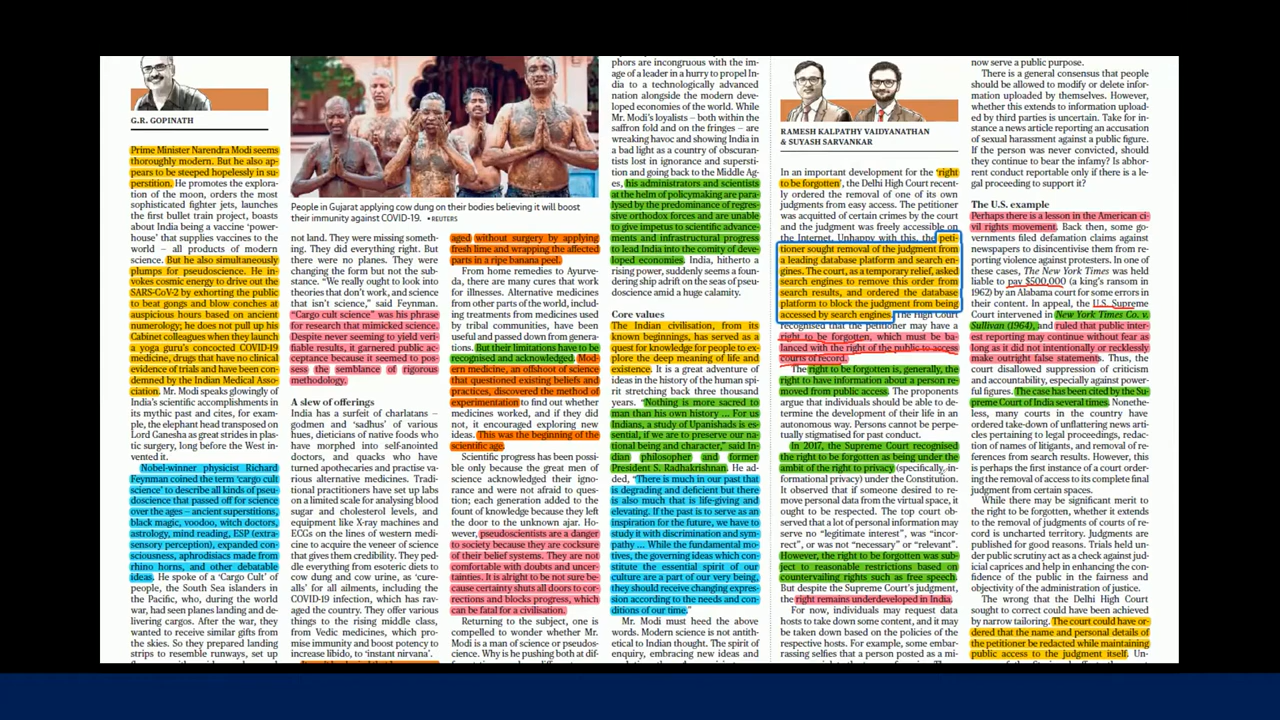 G.R. GOPINATH
Prime Minister Narendra Modi seems
thoroughly modern. But he also ap-
pears to be steeped hopelessly in su-
perstition. He promotes the explora-
tion of the moon, orders the most
sophisticated fighter jets, launches
the first bullet train project, boasts
about India being a vaccine ‘power-
house’ that supplies vaccines to the
world – all products of modern
science. But he also simultaneously
plumps for pseudoscience. He in-
vokes cosmic energy to drive out the
SARS-CoV-2 by exhorting the public
to beat gongs and blow conches at
auspicious hours based on ancient
numerology; he does not pull up his
Cabinet colleagues when they launch
a yoga guru’s concocted COVID-19
medicine, drugs that have no clinical
evidence of trials and have been con-
demned by the Indian Medical Asso-
ciation. Mr. Modi speaks glowingly of
India’s scientific accomplishments in
its mythic past and cites, for exam-
ple, the elephant head transposed on
Lord Ganesha as great strides in plas-
tic surgery, long before the West in-
vented it.
Nobel-winner physicist Richard
Feynman coined the term ‘cargo cult
science’ to describe all kinds of pseu-
doscience that passed off for science
over the ages – ancient superstitions,
black magic, voodoo, witch doctors,
astrology, mind reading, ESP (extra-
sensory perception), expanded con-
sciousness, aphrodisiacs made from
rhino horns, and other debatable
ideas. He spoke of a ‘Cargo Cult’ of
people, the South Sea islanders in
the Pacific, who, during the world
war, had seen planes landing and de-
livering cargos. After the war, they
wanted to receive similar gifts from
the skies. So they prepared landing
strips to resemble runways, set up
People in Gujarat applying cow dung on their bodies believing it will boost
their immunity against COVID-19. • REUTERS
not land. They were missing some-
thing. They did everything right. But
there were no planes. They were
changing the form but not the sub-
stance. “We really ought to look into
theories that don’t work, and science
that isn’t science,” said Feynman.
“Cargo cult science” was his phrase
for research that mimicked science.
Despite never seeming to yield veri-
fiable results, it garnered public ac-
ceptance because it seemed to pos-
sess the semblance of rigorous
methodology.
A slew of offerings
India has a surfeit of charlatans –
godmen and ‘sadhus’ of various
hues, dieticians of native foods who
have morphed into self-anointed
doctors, and quacks who have
turned apothecaries and practise va-
rious alternative medicines. Tradi-
tional practitioners have set up labs
on a limited scale for analysing blood
sugar and cholesterol levels, and
equipment like X-ray machines and
ECGs on the lines of western medi-
cine to acquire the veneer of science
that gives them credibility. They ped-
dle everything from esoteric diets to
cow dung and cow urine, as ‘cure-
alls’ for all ailments, including the
COVID-19 infection, which has rav-
aged the country. They offer various
things to the rising middle class,
from Vedic medicines, which pro-
mise immunity and boost potency to
increase libido, to ‘instant nirvana’.
aged without surgery by applying
fresh lime and wrapping the affected
parts in a ripe banana peel.
From home remedies to Ayurve-
da, there are many cures that work
for illnesses. Alternative medicines
from other parts of the world, includ-
ing treatments from medicines used
by tribal communities, have been
useful and passed down from genera-
tions. But their limitations have to be
recognised and acknowledged. Mod-
ern medicine, an offshoot of science
that questioned existing beliefs and
practices, discovered the method of
experimentation to find out whether
medicines worked, and if they did
not, it encouraged exploring new
ideas. This was the beginning of the
scientific age.
Scientific progress has been possi-
ble only because the great men of
science acknowledged their igno-
rance and were not afraid to ques-
tion; each generation added to the
fount of knowledge because they left
the door to the unknown ajar. Ho-
wever, pseudoscientists are a danger
to society because they are cocksure
of their belief systems. They are not
comfortable with doubts and uncer-
tainties. It is alright to be not sure be-
cause certainty shuts all doors to cor-
rections and blocks progress, which
can be fatal for a civilisation.
Returning to the subject, one is
compelled to wonder whether Mr.
Modi is a man of science or pseudos-
cience. Why is he pushing both at dif-
phors are incongruous with the im-
age of a leader in a hurry to propel In-
dia to a technologically advanced
nation alongside the modern deve-
loped economies of the world. While
Mr. Modi’s loyalists – both within the
saffron fold and on the fringes – are
wreaking havoc and showing India in
a bad light as a country of obscuran-
tists lost in ignorance and supersti-
tion and going back to the Middle Ag-
es, his administrators and scientists
at the helm of policymaking are para-
lysed by the predominance of regres-
sive orthodox forces and are unable
to give impetus to scientific advance-
ments and infrastructural progress
to lead India into the comity of deve-
loped economies. India, hitherto a
rising power, suddenly seems a foun-
dering ship adrift on the seas of pseu-
doscience amid a huge calamity.
Core values
The Indian civilisation, from its
known beginnings, has served as a
quest for knowledge for people to ex-
plore the deep meaning of life and
existence. It is a great adventure of
ideas in the history of the human spi-
rit stretching back three thousand
years. “Nothing is more sacred to
man than his own history ... For us
Indians, a study of Upanishads is es-
sential, if we are to preserve our na-
tional being and character,” said In-
dian philosopher and former
President S. Radhakrishnan. He ad-
ded, “There is much in our past that
is degrading and deficient but there
is also much that is life-giving and
elevating. If the past is to serve as an
inspiration for the future, we have to
study it with discrimination and sym-
pathy ... While the fundamental mo-
tives, the governing ideas which con-
stitute the essential spirit of our
culture are a part of our very being,
they should receive changing expres-
sion according to the needs and con-
ditions of our time.”
Mr. Modi must heed the above
words. Modern science is not anti-
thetical to Indian thought. The spirit of
enquiry, embracing new ideas and
RAMESH KALPATHY VAIDYANATHAN
& SUYASH SARVANKAR
In an important development for the ‘right
to be forgotten’, the Delhi High Court recent-
ly ordered the removal of one of its own
judgments from easy access. The petitioner
was acquitted of certain crimes by the court
and the judgment was freely accessible on
the Internet. Unhappy with this, the peti-
tioner sought removal of the judgment from
a leading database platform and search en-
gines. The court, as a temporary relief, asked
search engines to remove this order from
search results, and ordered the database
platform to block the judgment from being
accessed by search engines. The High Court
recognised that the petitioner may have a
right to be forgotten, which must be ba-
lanced with the right of the public to access
courts of record.
The right to be forgotten is, generally, the
right to have information about a person re-
moved from public access. The proponents
argue that individuals should be able to de-
termine the development of their life in an
autonomous way. Persons cannot be perpe-
tually stigmatised for past conduct.
In 2017, the Supreme Court recognised
the right to be forgotten as being under the
ambit of the right to privacy (specifically, in-
formational privacy) under the Constitution.
It observed that if someone desired to re-
move personal data from the virtual space, it
ought to be respected. The top court ob-
served that a lot of personal information may
serve no “legitimate interest”, was “incor-
rect”, or was not “necessary” or “relevant”.
However, the right to be forgotten was sub-
ject to reasonable restrictions based on
countervailing rights such as free speech.
But despite the Supreme Court’s judgment,
the right remains underdeveloped in India.
For now, individuals may request data
hosts to take down some content, and it may
be taken down based on the policies of the
respective hosts. For example, some embar-
rassing selfies that a person posted as a mi-
now serve a public purpose.
There is a general consensus that people
should be allowed to modify or delete infor-
mation uploaded by themselves. However,
whether this extends to information upload-
ed by third parties is uncertain. Take for in-
stance a news article reporting an accusation
of sexual harassment against a public figure.
If the person was never convicted, should
they continue to bear the infamy? Is abhor-
rent conduct reportable only if there is a le-
gal proceeding to support it?
The U.S. example
Perhaps there is a lesson in the American ci-
vil rights movement. Back then, some go-
vernments filed defamation claims against
newspapers to disincentivise them from re-
porting violence against protesters. In one of
these cases, The New York Times was held
liable to pay $500,000 (a king’s ransom in
1962) by an Alabama court for some errors in
their content. In appeal, the U.S. Supreme
Court intervened in New York Times Co. v.
Sullivan (1964), and ruled that public inter-
est reporting may continue without fear as
long as it did not intentionally or recklessly
make outright false statements. Thus, the
court disallowed suppression of criticism
and accountability, especially against power-
ful figures. The case has been cited by the Su-
preme Court of India several times. Nonethe-
less, many courts in the country have
ordered take-down of unflattering news arti-
cles pertaining to legal proceedings, redac-
tion of names of litigants, and removal of re-
ferences from search results. However, this
is perhaps the first instance of a court order-
ing the removal of access to its complete final
judgment from certain spaces.
While there may be significant merit to
the right to be forgotten, whether it extends
to the removal of judgments of courts of re-
cord is uncharted territory. Judgments are
published for good reasons. Trials held un-
der public scrutiny act as a check against jud-
icial caprices and help in enhancing the con-
fidence of the public in the fairness and
objectivity of the administration of justice.
The wrong that the Delhi High Court
sought to correct could have been achieved
by narrow tailoring. The court could have or-
dered that the name and personal details of
the petitioner be redacted while maintaining
public access to the judgment itself. Un-